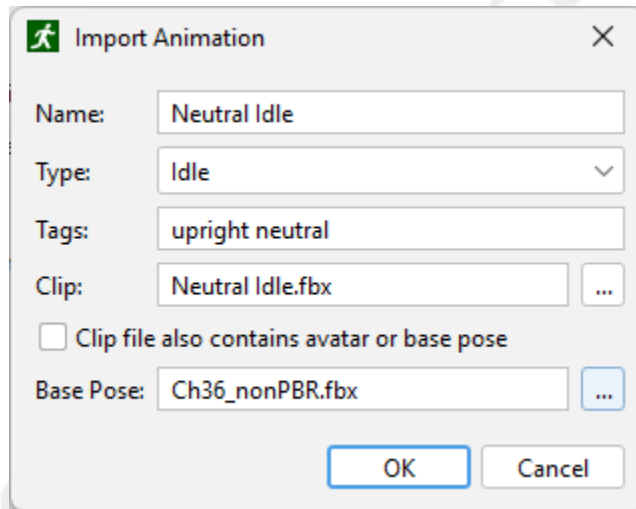 Import Animation
Name: Neutral Idle
Type: Idle
Tags: upright neutral
Clip: Neutral Idle.fbx ...
Clip file also contains avatar or base pose
Base Pose: Ch36_nonPBR.fbx ...
OK Cancel